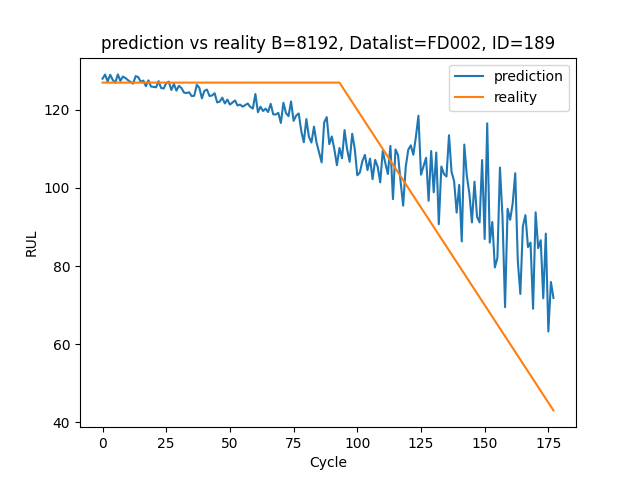 prediction vs reality B=8192, Datalist=FD002, ID=189
prediction
reality
RUL
120
100
80
60
40
0
25
50
75
100
125
150
175
Cycle